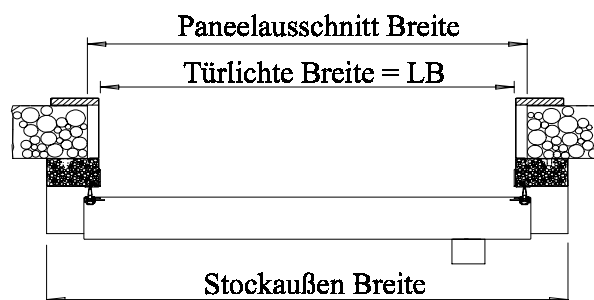 Paneelausschnitt Breite
Türlichte Breite = LB
Stockaußen Breite